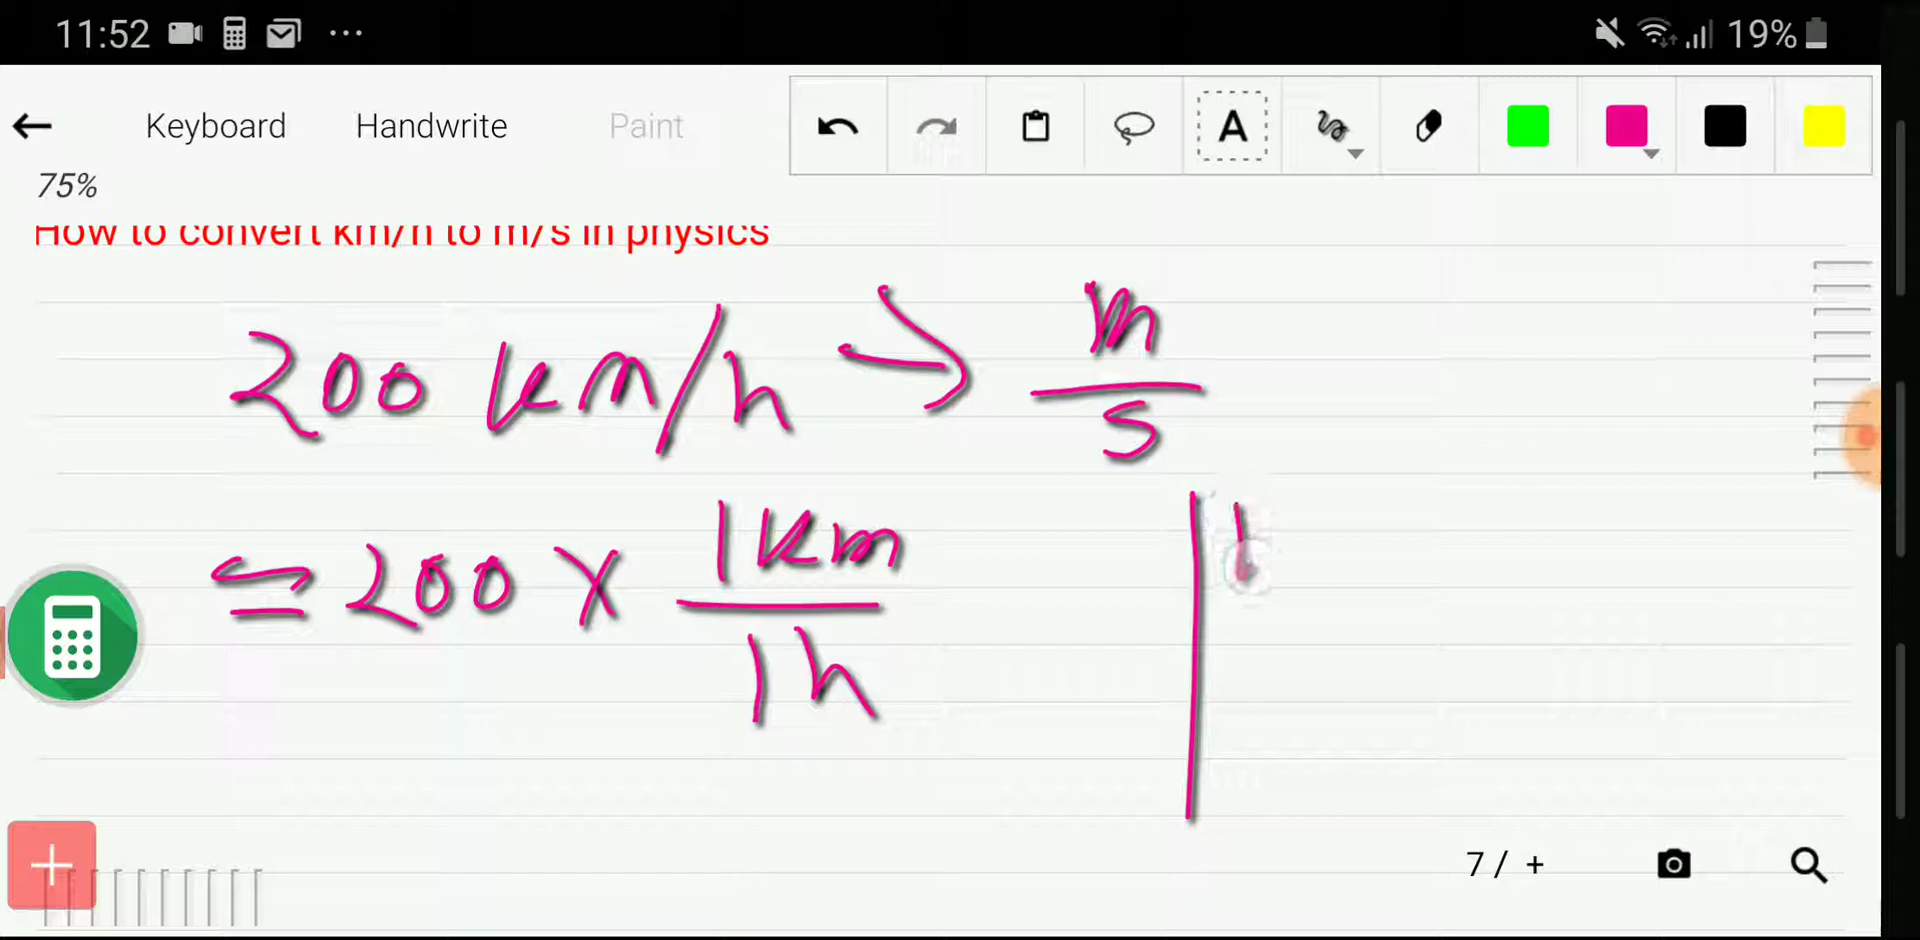 11:52 ... 19%
Keyboard Handwrite Paint A
75%
How to convert km/h to m/s in physics
200 km/h → m/s
= 200 x 1km/1h | 1
7 / +